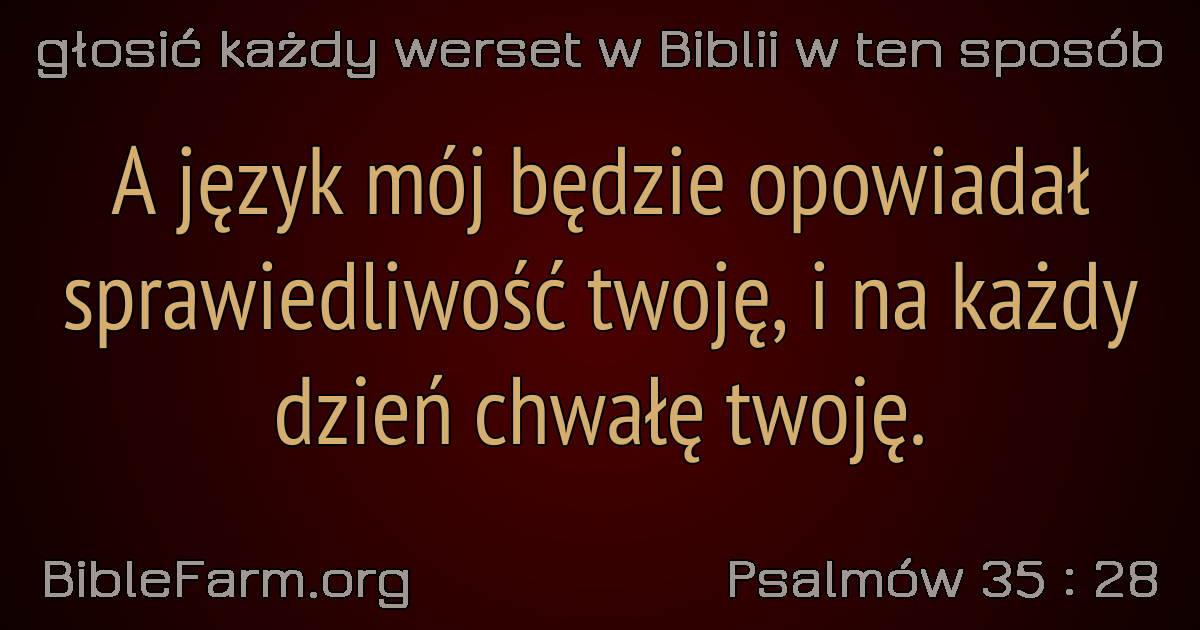 głosić każdy werset w Biblii w ten sposób
A język mój będzie opowiadał
sprawiedliwość twoję, i na każdy
dzień chwałę twoję.
BibleFarm.org
Psalmów 35 : 28